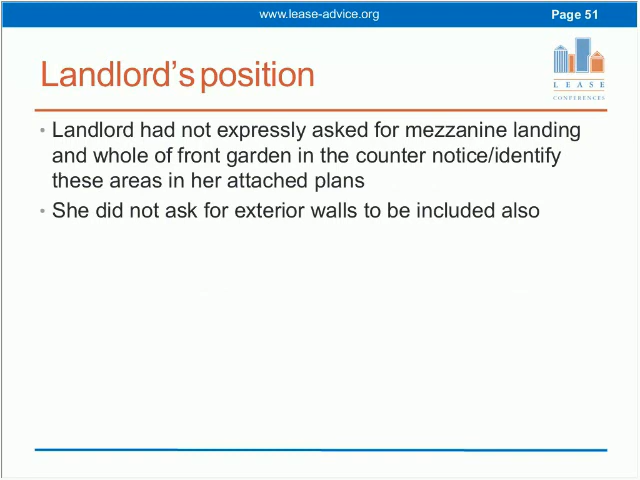 www.lease-advice.org
Page 51
Landlord's position
L E A S E
CONFERENCES
• Landlord had not expressly asked for mezzanine landing
and whole of front garden in the counter notice/identify
these areas in her attached plans
• She did not ask for exterior walls to be included also